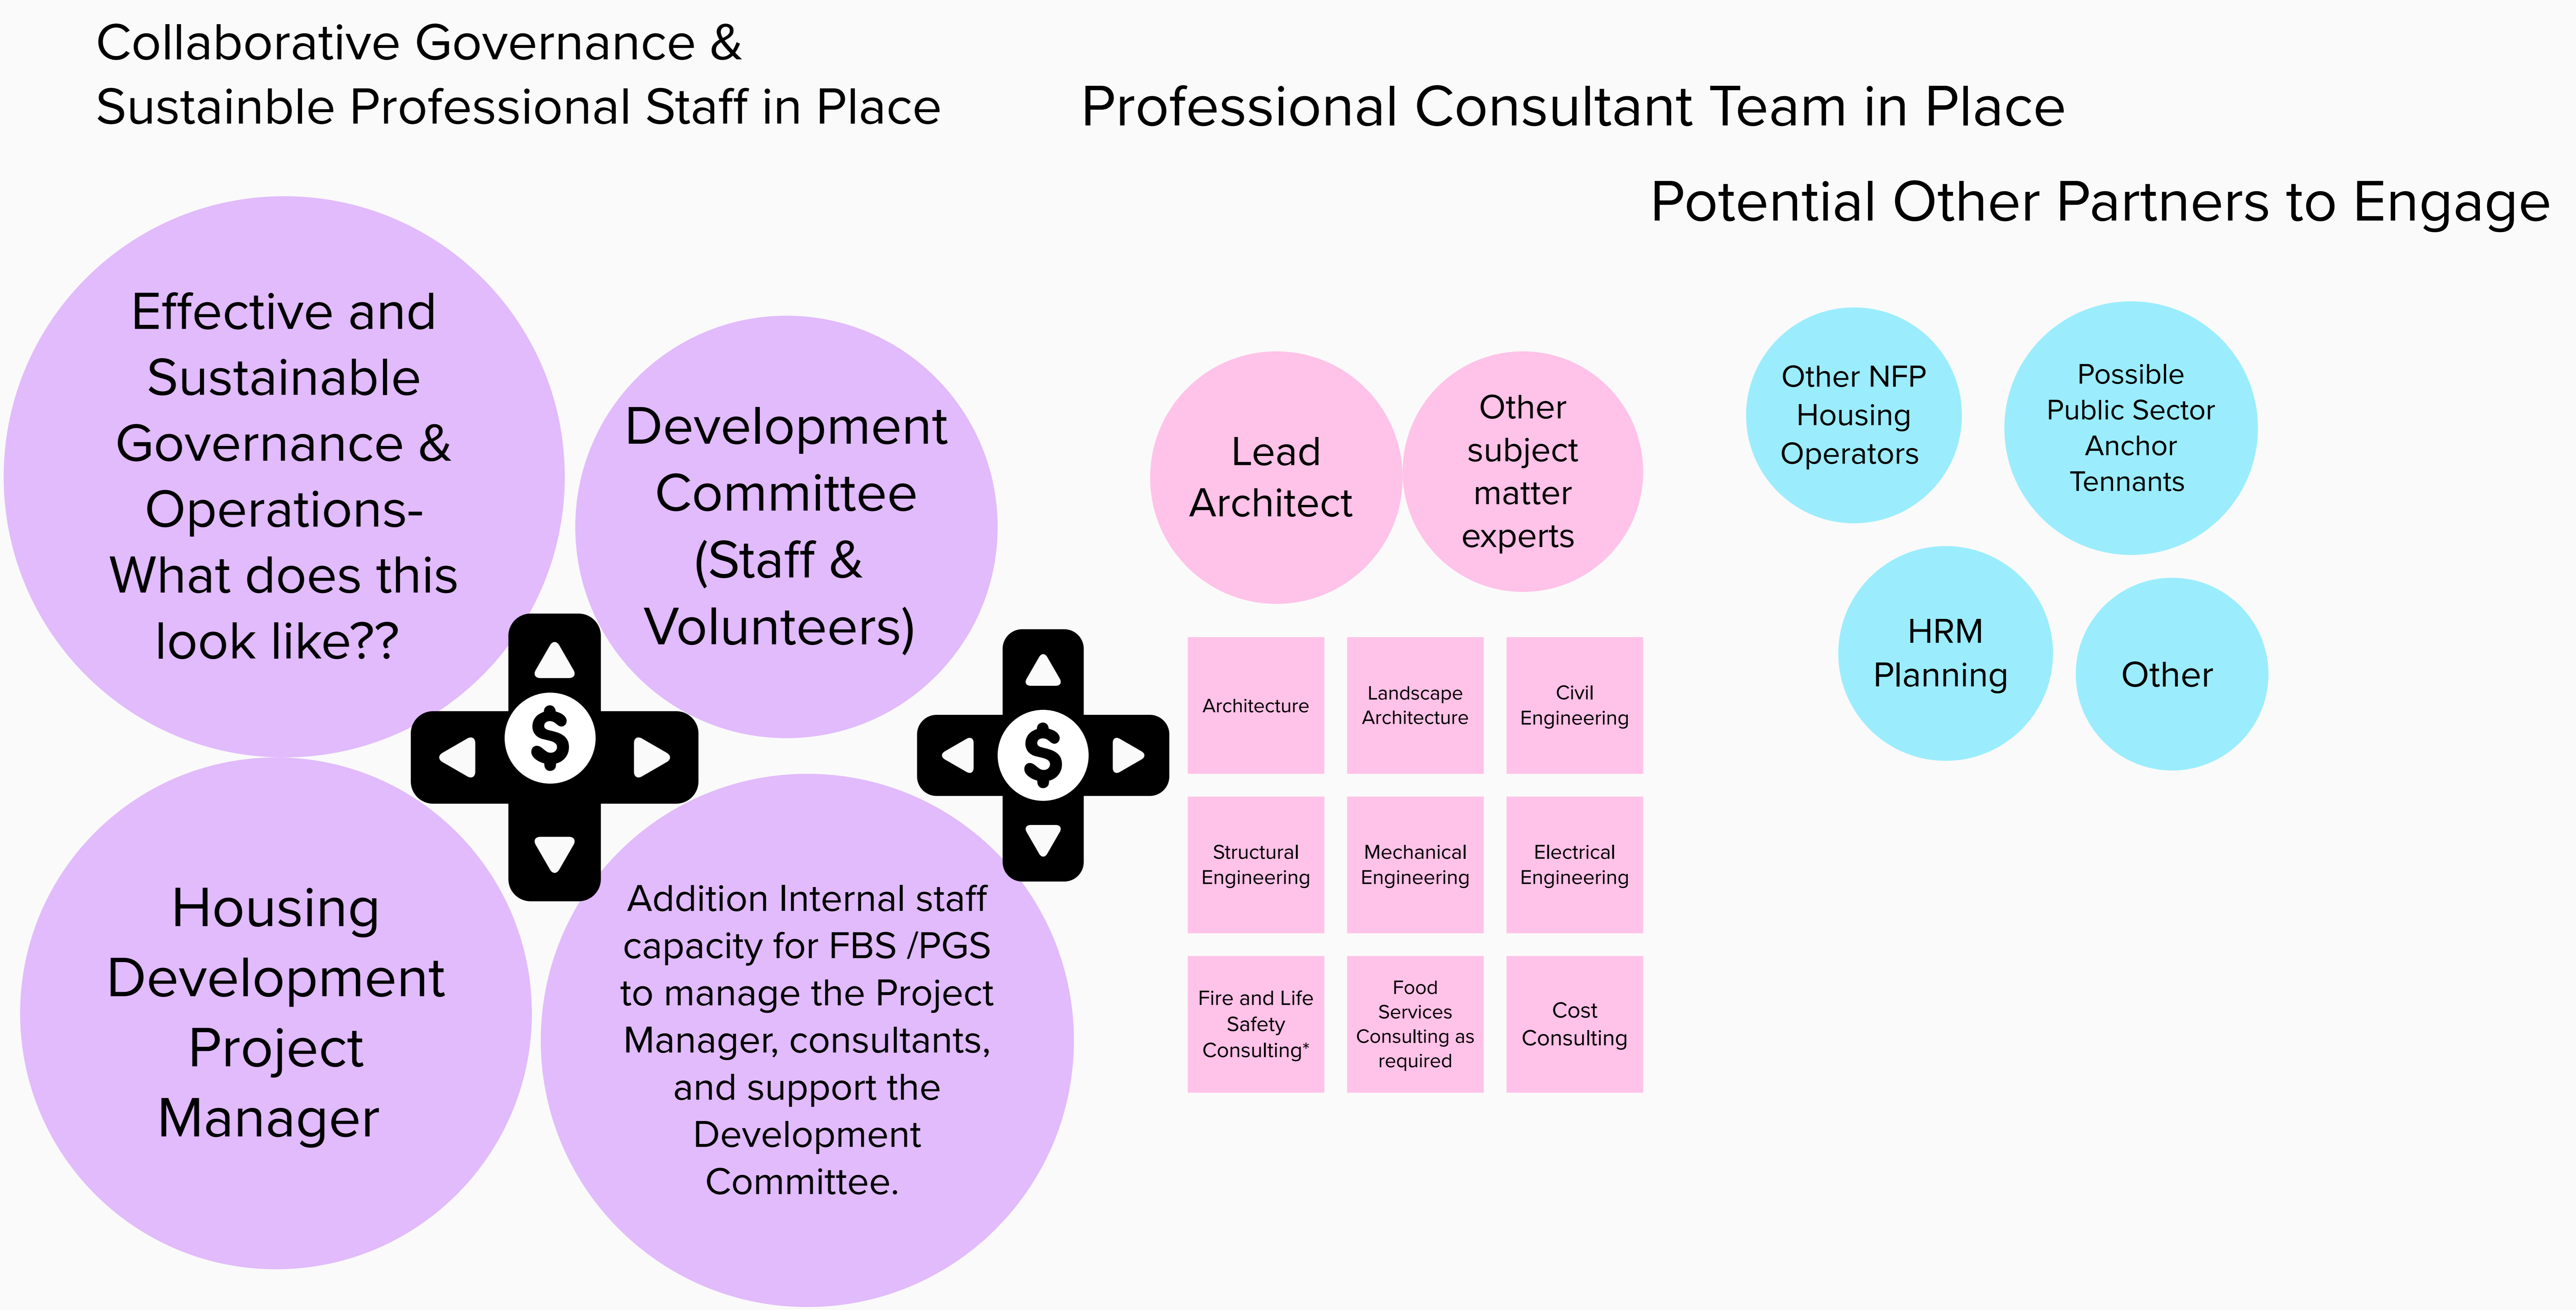 Collaborative Governance &
Sustainble Professional Staff in Place
Professional Consultant Team in Place
Potential Other Partners to Engage
Effective and
Sustainable
Governance &
Operations-
What does this
look like??
Development
Committee
(Staff &
Volunteers)
$
Housing
Development
Project
Manager
Addition Internal staff
capacity for FBS /PGS
to manage the Project
Manager, consultants,
and support the
Development
Committee.
$
Lead
Architect
Other
subject
matter
experts
Architecture
Landscape
Architecture
Civil
Engineering
Structural
Engineering
Mechanical
Engineering
Electrical
Engineering
Fire and Life
Safety
Consulting*
Food
Services
Consulting as
required
Cost
Consulting
Other NFP
Housing
Operators
Possible
Public Sector
Anchor
Tennants
HRM
Planning
Other